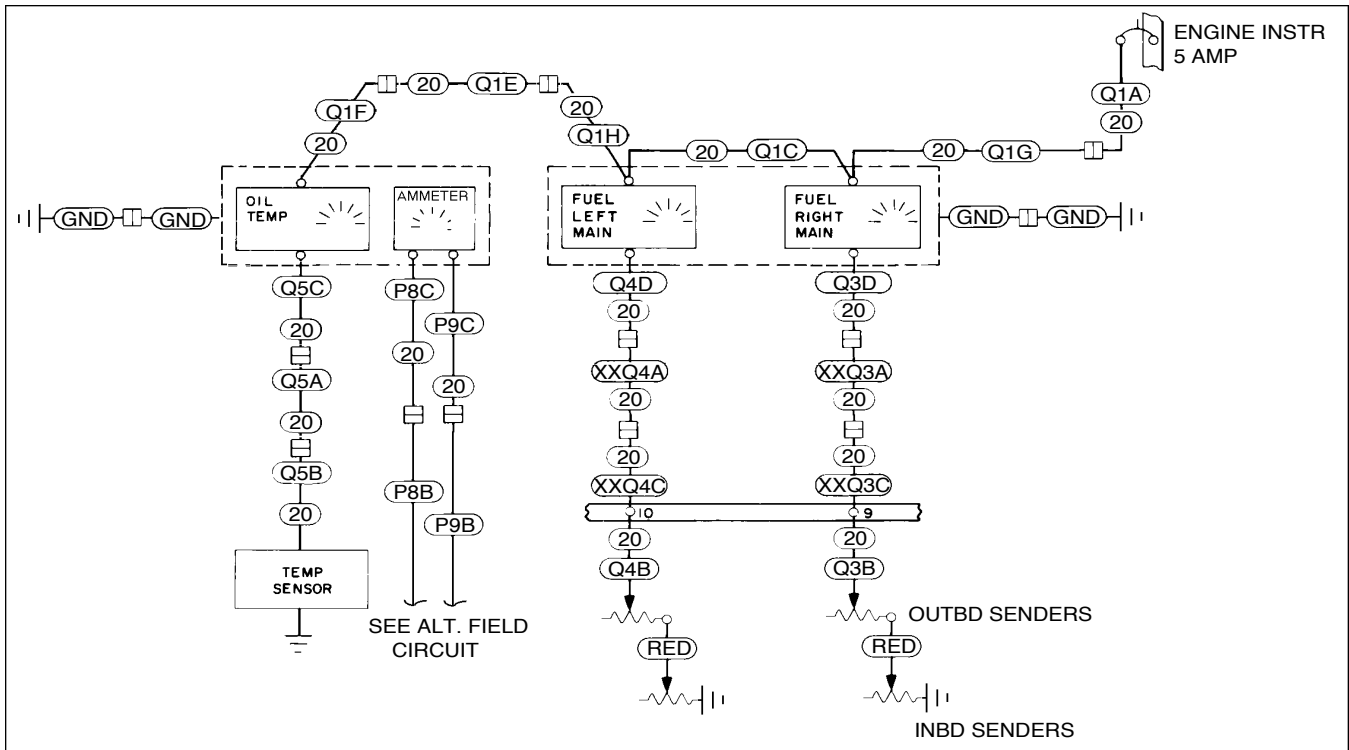 ENGINE INSTR
5 AMP
Q1A
20
20
Q1E
Q1F
20
20
Q1H
20
Q1C
20
Q1G
OIL
TEMP
AMMETER
FUEL
LEFT
MAIN
FUEL
RIGHT
MAIN
GND
GND
GND
GND
Q5C
20
Q5A
20
Q5B
20
TEMP
SENSOR
P8C
20
P8B
P9C
20
P9B
SEE ALT. FIELD
CIRCUIT
Q4D
20
XXQ4A
20
20
XXQ4C
10
20
Q4B
RED
Q3D
20
XXQ3A
20
20
XXQ3C
9
20
Q3B
OUTBD SENDERS
RED
INBD SENDERS